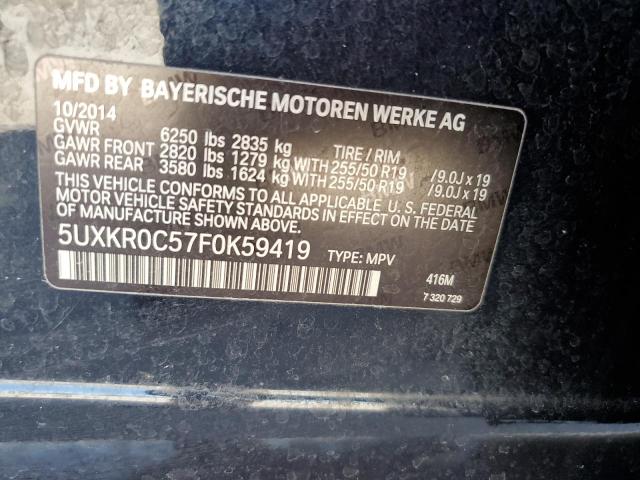 MFD BY BAYERISCHE MOTOREN WERKE AG
10/2014
GVWR 6250 lbs 2835 kg TIRE / RIM
GAWR FRONT 2820 lbs 1279 kg WITH 255/50 R19 /9.0J x 19
GAWR REAR 3580 lbs 1624 kg WITH 255/50 R19 /9.0J x 19
THIS VEHICLE CONFORMS TO ALL APPLICABLE U. S. FEDERAL
MOTOR VEHICLE SAFETY STANDARDS IN EFFECT ON THE DATE
OF MANUFACTURE SHOWN ABOVE.
5UXKR0C57F0K59419 TYPE: MPV
416M
7 320 729